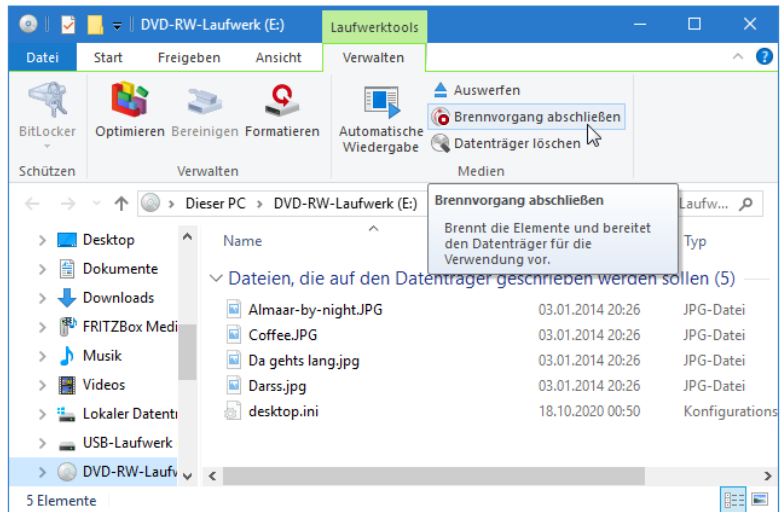 DVD-RW-Laufwerk (E:)
Laufwerktools
Datei Start Freigeben Ansicht Verwalten
BitLocker
Optimieren Bereinigen Formatieren
Automatische
Wiedergabe
Auswerfen
Brennvorgang abschließen
Datenträger löschen
Schützen Verwalten Medien
Dieser PC > DVD-RW-Laufwerk (E:)
Laufw...
Brennvorgang abschließen
Brennt die Elemente und bereitet
den Datenträger für die
Verwendung vor.
Desktop
Dokumente
Downloads
FRITZBox Medi
Musik
Videos
Lokaler Datentr
USB-Laufwerk
DVD-RW-Laufw
Name Typ
Dateien, die auf den Datenträger geschrieben werden sollen (5)
Almaar-by-night.JPG 03.01.2014 20:26 JPG-Datei
Coffee.JPG 03.01.2014 20:26 JPG-Datei
Da gehts lang.jpg 03.01.2014 20:26 JPG-Datei
Darss.jpg 03.01.2014 20:26 JPG-Datei
desktop.ini 18.10.2020 00:50 Konfigurations
5 Elemente